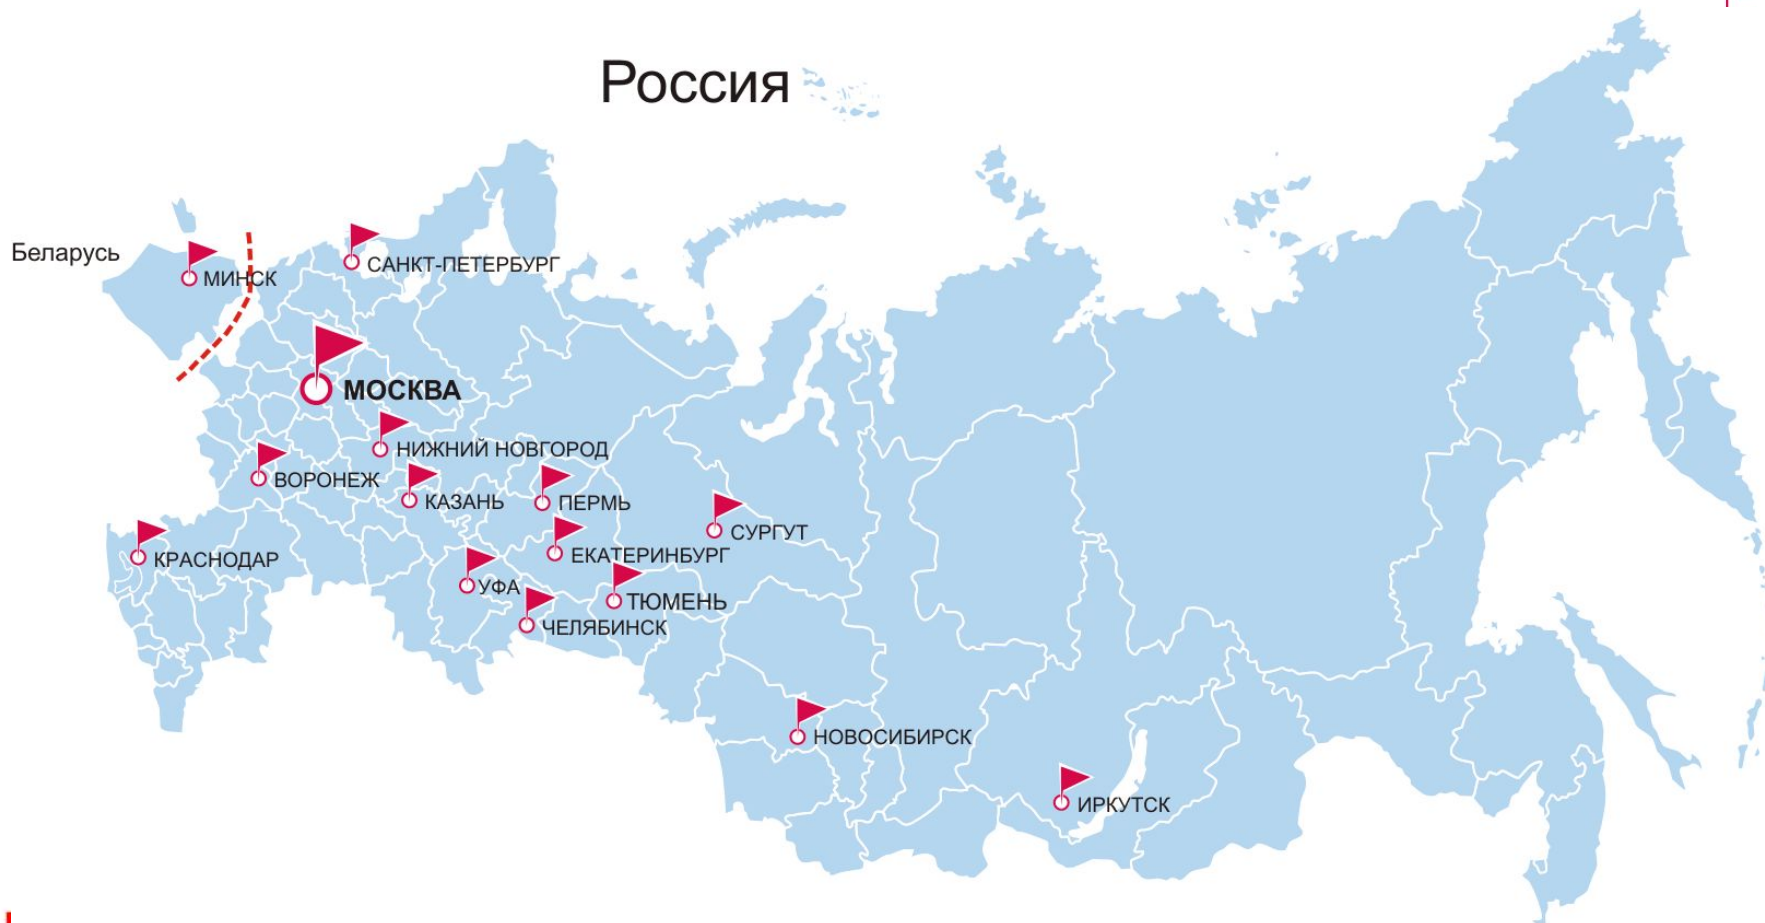 Россия
Беларусь
МИНСК
САНКТ-ПЕТЕРБУРГ
МОСКВА
НИЖНИЙ НОВГОРОД
ВОРОНЕЖ
КАЗАНЬ
ПЕРМЬ
СУРГУТ
КРАСНОДАР
ЕКАТЕРИНБУРГ
УФА
ТЮМЕНЬ
ЧЕЛЯБИНСК
НОВОСИБИРСК
ИРКУТСК